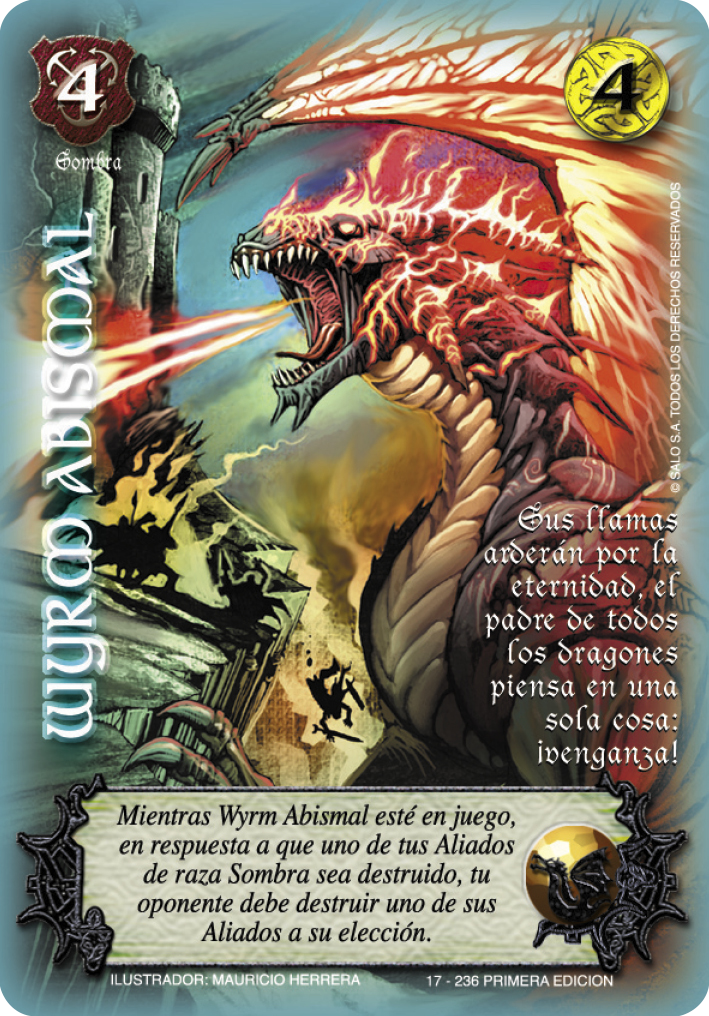 4
4
Sombra
WYRM ABISMAL
© SALO S.A. TODOS LOS DERECHOS RESERVADOS
Sus llamas
arderán por la
eternidad, el
padre de todos
los dragones
piensa en una
sola cosa:
¡venganza!
Mientras Wyrm Abismal esté en juego,
en respuesta a que uno de tus Aliados
de raza Sombra sea destruido, tu
oponente debe destruir uno de sus
Aliados a su elección.
ILUSTRADOR: MAURICIO HERRERA
17 - 236 PRIMERA EDICION